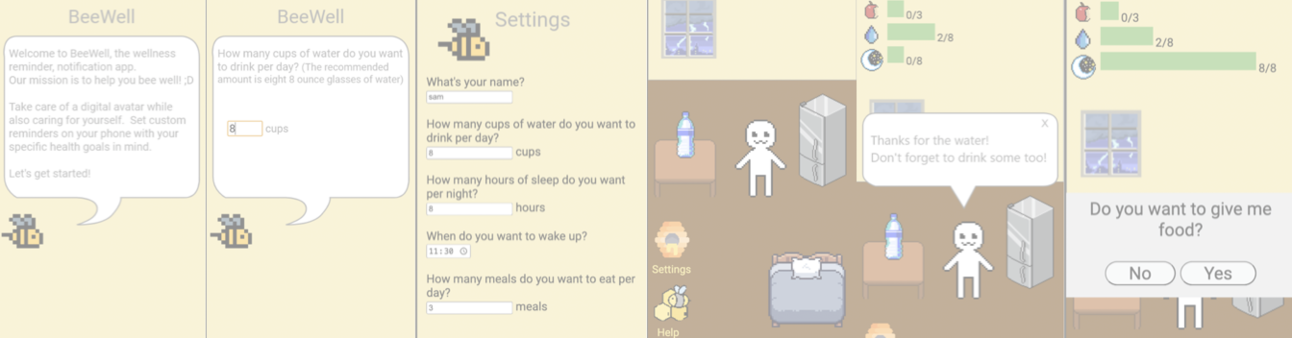 BeeWell
Welcome to BeeWell, the wellness
reminder, notification app.
Our mission is to help you bee well! ;D
Take care of a digital avatar while
also caring for yourself. Set custom
reminders on your phone with your
specific health goals in mind.
Let's get started!
BeeWell
How many cups of water do you want
to drink per day? (The recommended
amount is eight 8 ounce glasses of water)
8 cups
Settings
What's your name?
sam
How many cups of water do you want to
drink per day?
8 cups
How many hours of sleep do you want
per night?
8 hours
When do you want to wake up?
11:30
How many meals do you want to eat per
day?
3 meals
Settings
Help
0/3
2/8
0/8
X
Thanks for the water!
Don't forget to drink some too!
0/3
2/8
8/8
Do you want to give me
food?
No Yes